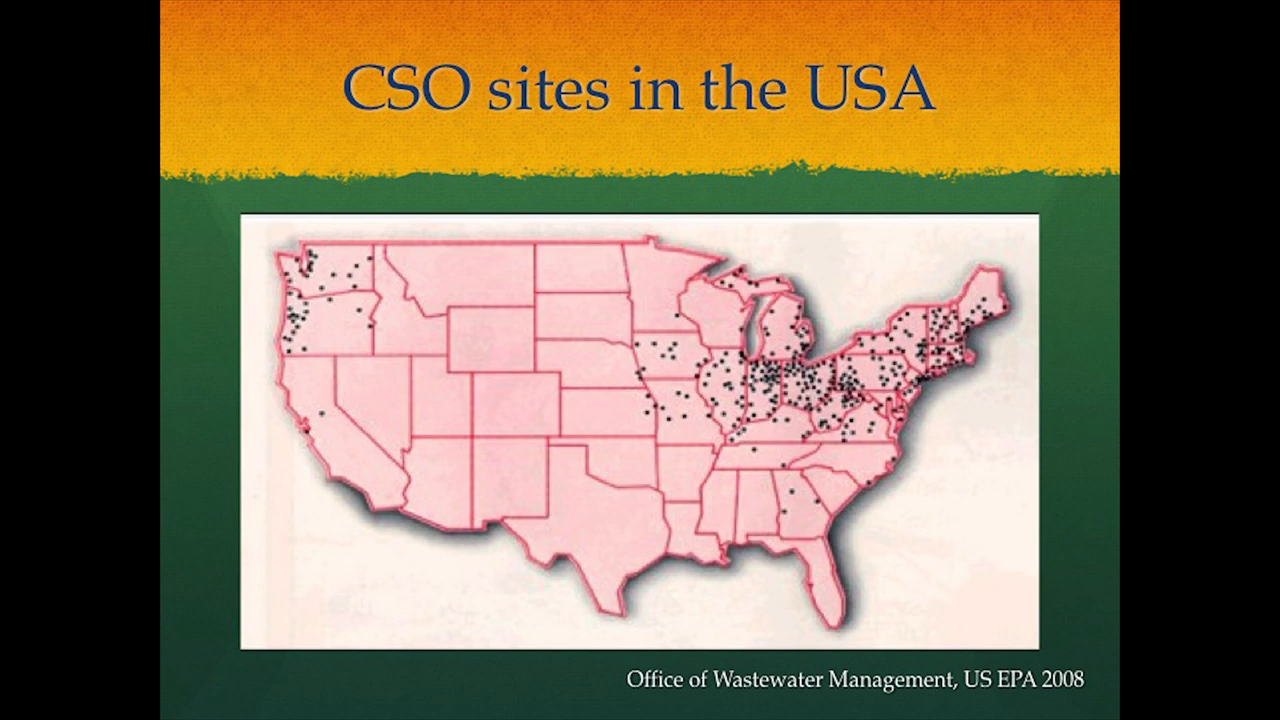 CSO sites in the USA
Office of Wastewater Management, US EPA 2008